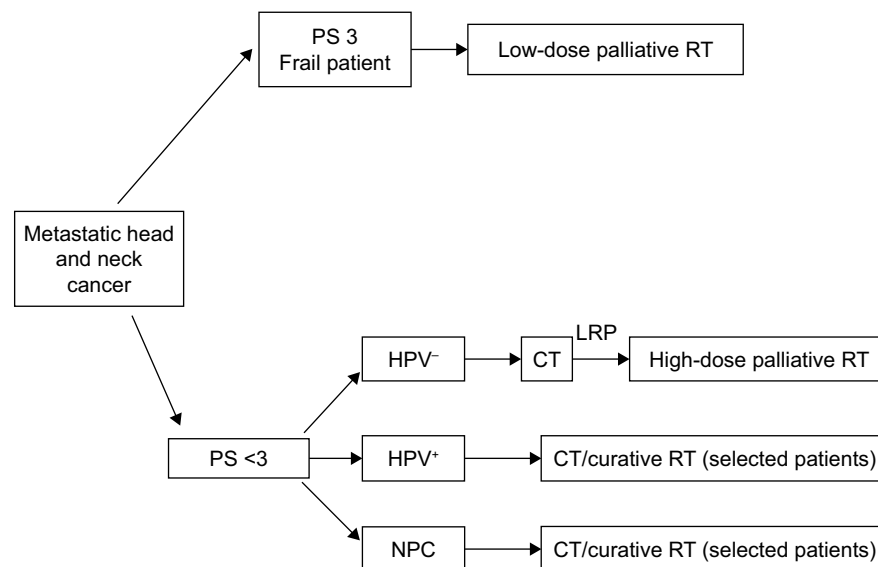 PS 3
Frail patient
Low-dose palliative RT
Metastatic head
and neck
cancer
LRP
HPV⁻
CT
High-dose palliative RT
PS <3
HPV⁺
CT/curative RT (selected patients)
NPC
CT/curative RT (selected patients)